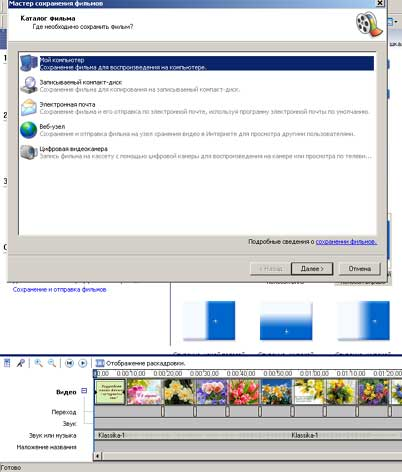 Мастер сохранения фильмов
Каталог фильма
Где необходимо сохранить фильм?
Мой компьютер
Сохранение фильма для воспроизведения на компьютере.
Записываемый компакт-диск
Сохранение фильма для копирования на записываемый компакт-диск.
Электронная почта
Сохранение фильма и его отправка по электронной почте, используя программу электронной почты по умолчанию.
Веб-узел
Сохранение и отправка фильма на узел хранения видео в Интернете для просмотра другими пользователями.
Цифровая видеокамера
Запись фильма на кассету с помощью цифровой камеры для воспроизведения на камере или просмотра по телеви...
Подробные сведения о сохранении фильмов.
< Назад
Далее >
Отмена
Сохранение и отправка фильмов
Отображение раскадровки.
0:00:10,00 0:00:20,00 0:00:30,00 0:00:40,00 0:00:50,00 0:01:00,00 0:01:10,00 0:01:20,00
Видео
Переход
Звук
Звук или музыка
Klassika-1
Klassika-1
Наложение названия
Готово